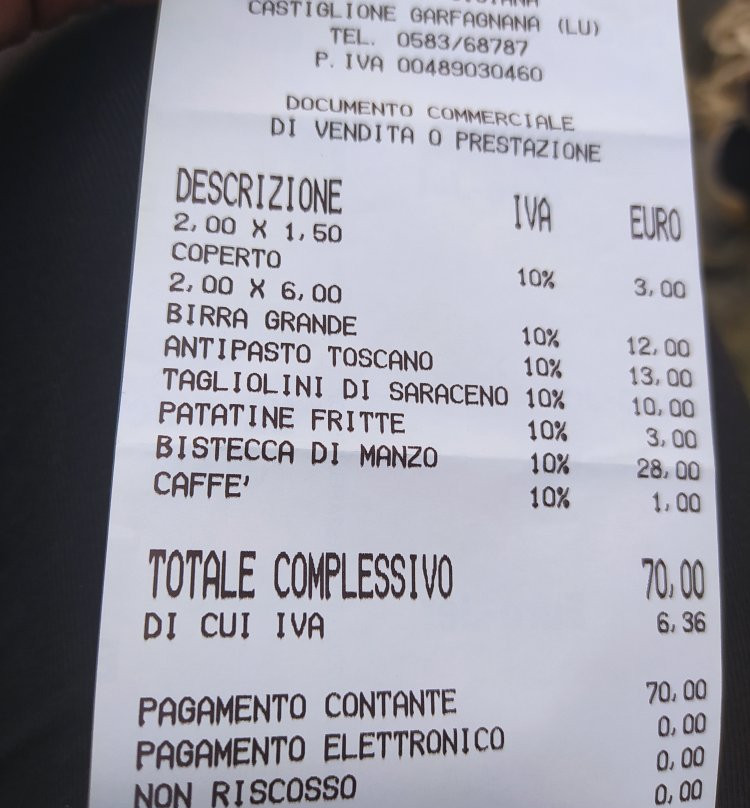 CASTIGLIONE GARFAGNANA (LU)
TEL. 0583/68787
P. IVA 00489030460
DOCUMENTO COMMERCIALE
DI VENDITA O PRESTAZIONE
DESCRIZIONE IVA EURO
2,00 X 1,50
COPERTO 10% 3,00
2,00 X 6,00
BIRRA GRANDE 10% 12,00
ANTIPASTO TOSCANO 10% 13,00
TAGLIOLINI DI SARACENO 10% 10,00
PATATINE FRITTE 10% 3,00
BISTECCA DI MANZO 10% 28,00
CAFFE' 10% 1,00
TOTALE COMPLESSIVO 70,00
DI CUI IVA 6,36
PAGAMENTO CONTANTE 70,00
PAGAMENTO ELETTRONICO 0,00
NON RISCOSSO 0,00
0,00